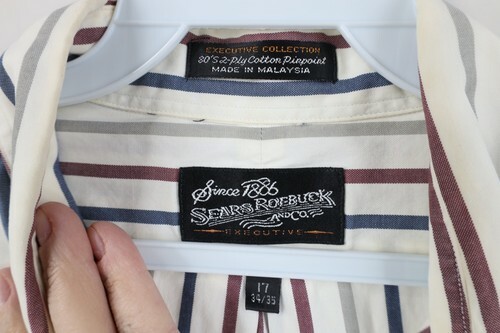 EXECUTIVE COLLECTION
80'S 2-Ply Cotton Pinpoint
MADE IN MALAYSIA
Since 1886
SEARS, ROEBUCK
AND CO.
EXECUTIVE
17
34/35